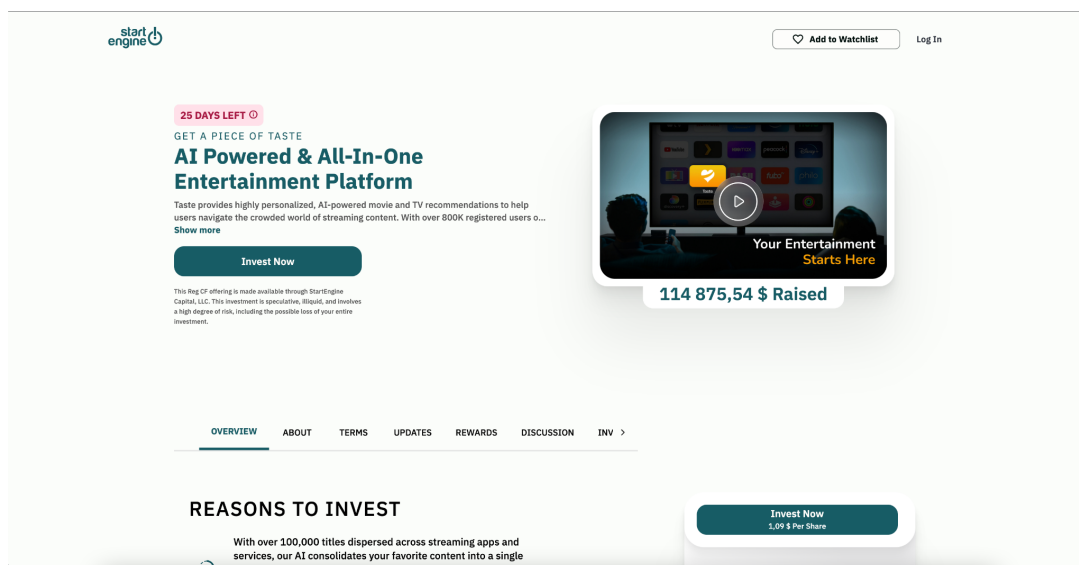 start
engine
Add to Watchlist
Log In
25 DAYS LEFT
GET A PIECE OF TASTE
AI Powered & All-In-One
Entertainment Platform
Taste provides highly personalized, AI-powered movie and TV recommendations to help
users navigate the crowded world of streaming content. With over 800K registered users o...
Show more
Invest Now
This Reg CF offering is made available through StartEngine
Capital, LLC. This investment is speculative, illiquid, and involves
a high degree of risk, including the possible loss of your entire
investment.
YouTube
peacock
Disney+
tubi
Taste
Your Entertainment
Starts Here
114 875,54 $ Raised
OVERVIEW
ABOUT
TERMS
UPDATES
REWARDS
DISCUSSION
INV
REASONS TO INVEST
Invest Now
1,09 $ Per Share
With over 100,000 titles dispersed across streaming apps and
services, our AI consolidates your favorite content into a single